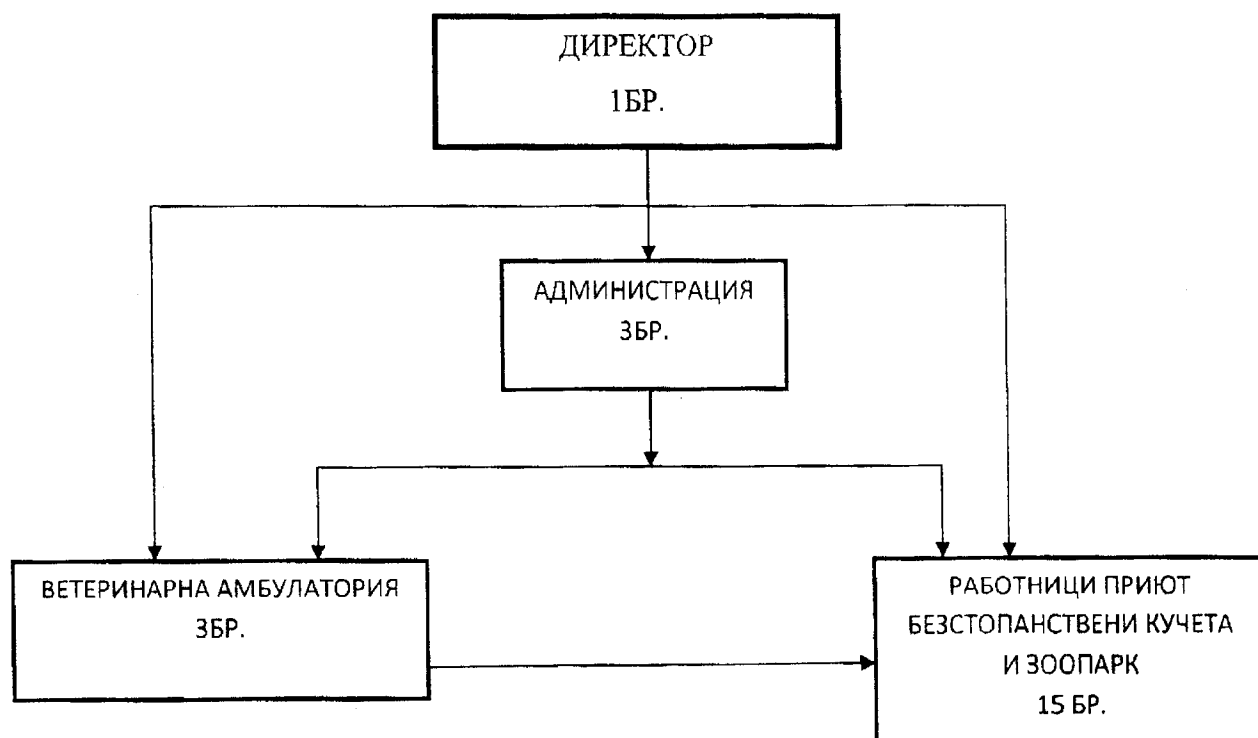 ДИРЕКТОР
1БР.
АДМИНИСТРАЦИЯ
3БР.
ВЕТЕРИНАРНА АМБУЛАТОРИЯ
3БР.
РАБОТНИЦИ ПРИЮТ
БЕЗСТОПАНСТВЕНИ КУЧЕТА
И ЗООПАРК
15 БР.